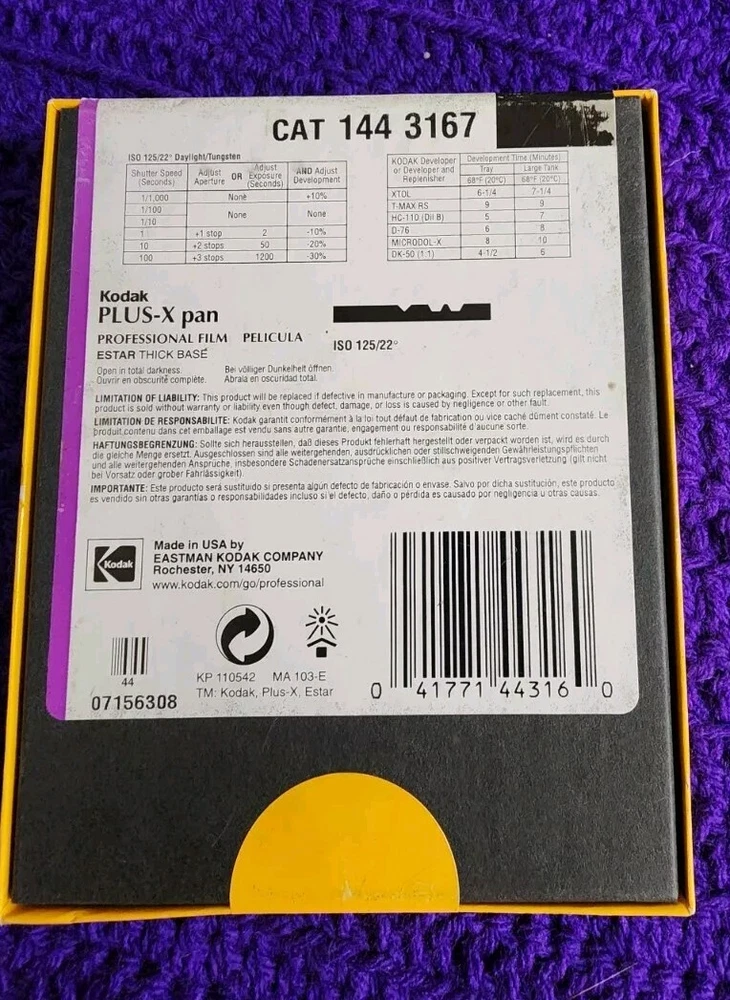 CAT 144 3167
ISO 125/22° Daylight/Tungsten
Shutter Speed (Seconds) Adjust Aperture OR Adjust Exposure (Seconds) AND Adjust Development
1/1,000 None +10%
1/100
1/10 None None
1 +1 stop 2 -10%
10 +2 stops 50 -20%
100 +3 stops 1200 -30%
KODAK Developer or Developer and Replenisher Development Time (Minutes)
Tray Large Tank
68°F (20°C) 68°F (20°C)
XTOL 6-1/4 7-1/4
T-MAX RS 9 9
HC-110 (Dil B) 5 7
D-76 6 8
MICRODOL-X 8 10
DK-50 (1:1) 4-1/2 6
Kodak
PLUS-X pan
PROFESSIONAL FILM PELICULA
ESTAR THICK BASE
ISO 125/22°
Open in total darkness. Bei völliger Dunkelheit öffnen.
Ouvrir en obscurité complète. Abrala en oscuridad total.
LIMITATION OF LIABILITY: This product will be replaced if defective in manufacture or packaging. Except for such replacement, this
product is sold without warranty or liability even though defect, damage, or loss is caused by negligence or other fault.
LIMITATION DE RESPONSABILITE: Kodak garantit conformément à la loi tout défaut de fabrication ou vice caché dûment constaté. Le
produit contenu dans cet emballage est vendu sans autre garantie, engagement ou responsabilité d'aucune sorte.
HAFTUNGSBEGRENZUNG: Sollte sich herausstellen, daß dieses Produkt fehlerhaft hergestellt oder verpackt worden ist, wird es durch
die gleiche Menge ersetzt. Ausgeschlossen sind alle weitergehenden, ausdrücklichen oder stillschweigenden Gewährleistungspflichten
und alle weitergehenden Ansprüche, insbesondere Schadenersatzansprüche einschließlich aus positiver Vertragsverletzung (gilt nicht
bei Vorsatz oder grober Fahrlässigkeit).
IMPORTANTE: Este producto será sustituido si presenta algún defecto de fabricación o envase. Salvo por dicha sustitución, este producto
es vendido sin otras garantías o responsabilidades incluso si el defecto, daño o pérdida es causado por negligencia u otras causas.
Kodak
Made in USA by
EASTMAN KODAK COMPANY
Rochester, NY 14650
www.kodak.com/go/professional
44
07156308
KP 110542 MA 103-E
TM: Kodak, Plus-X, Estar
0 41771 44316 0